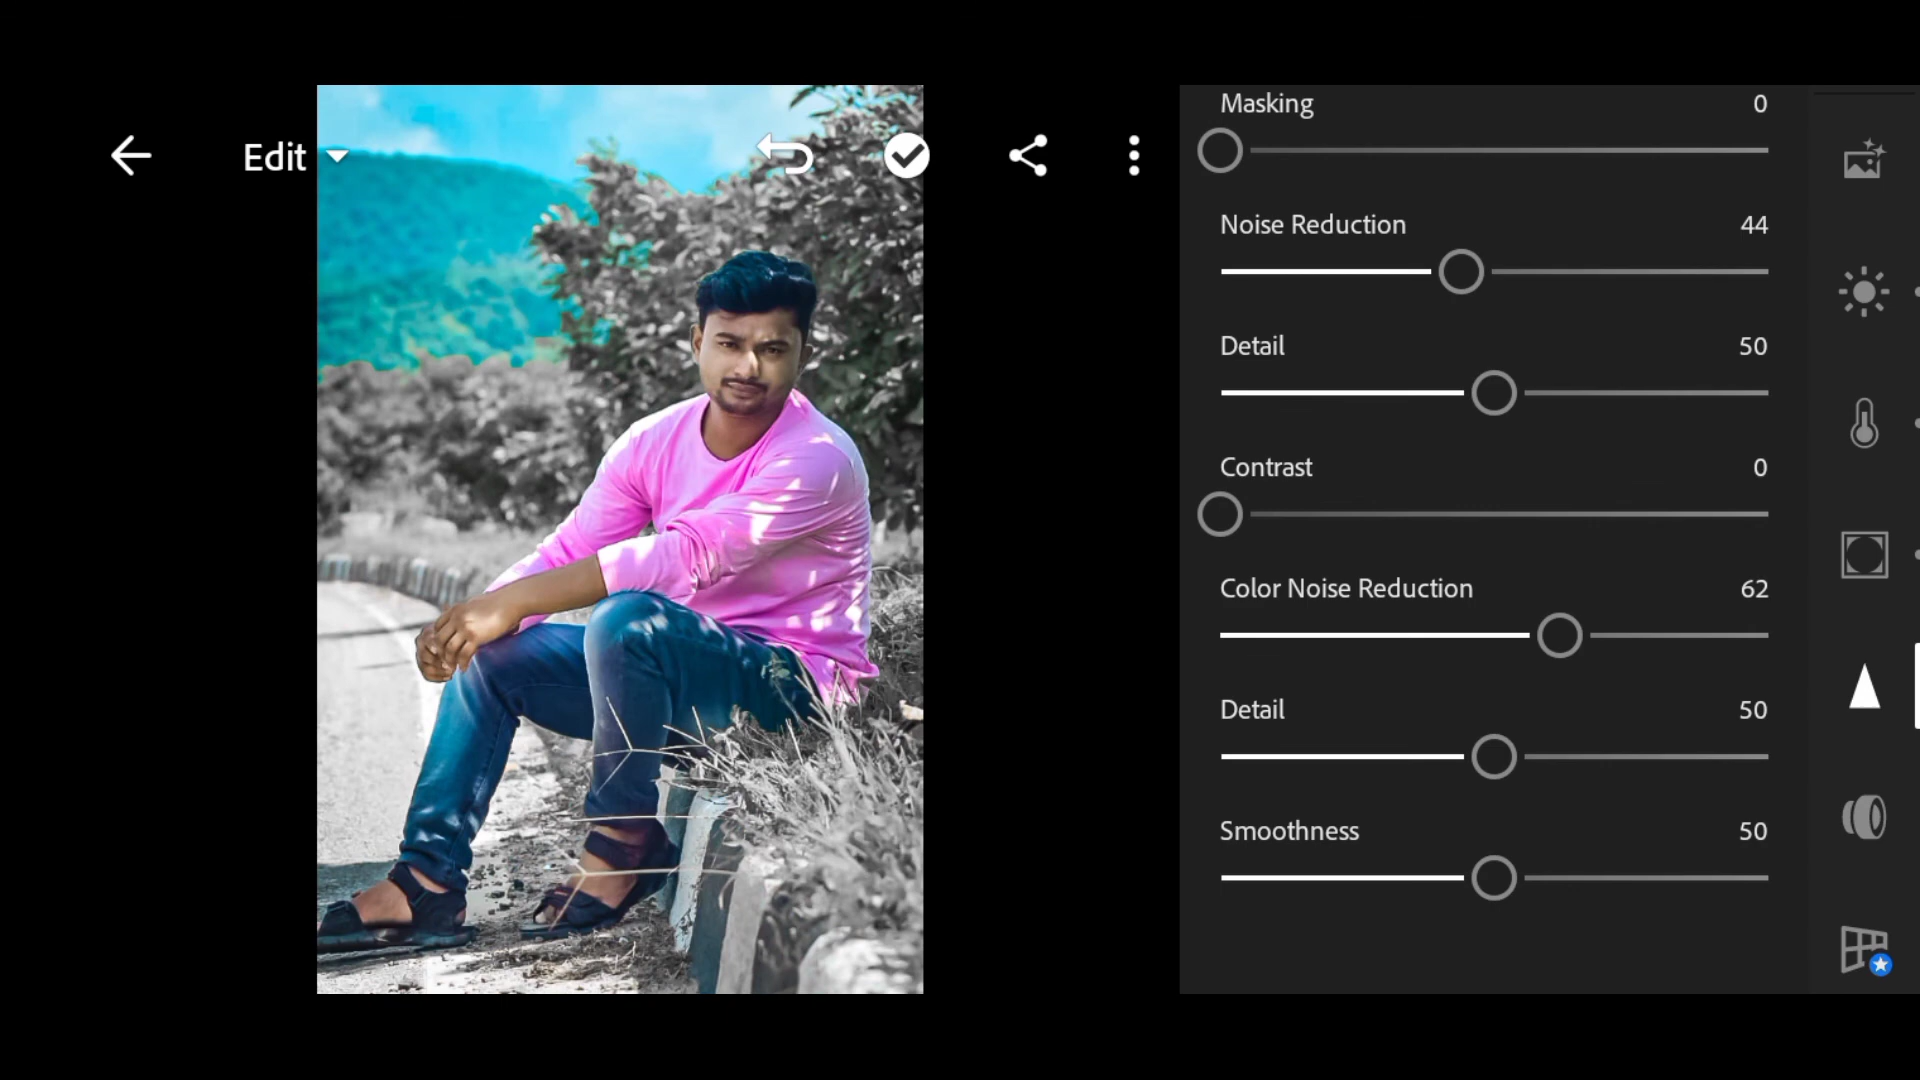 Edit
Masking 0
Noise Reduction 44
Detail 50
Contrast 0
Color Noise Reduction 62
Detail 50
Smoothness 50